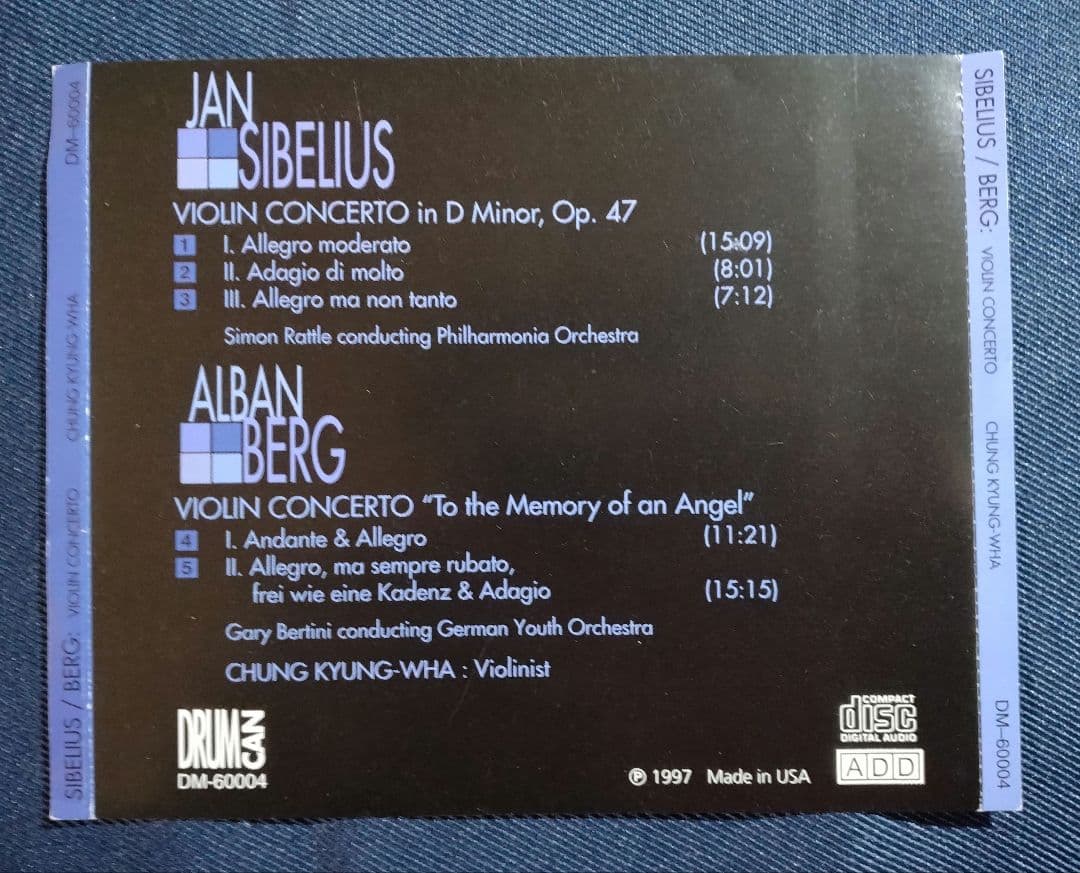 JAN
SIBELIUS
VIOLIN CONCERTO in D Minor, Op. 47
1 I. Allegro moderato (15:09)
2 II. Adagio di molto (8:01)
3 III. Allegro ma non tanto (7:12)
Simon Rattle conducting Philharmonia Orchestra
ALBAN
BERG
VIOLIN CONCERTO “To the Memory of an Angel”
4 I. Andante & Allegro (11:21)
5 II. Allegro, ma sempre rubato,
frei wie eine Kadenz & Adagio (15:15)
Gary Bertini conducting German Youth Orchestra
CHUNG KYUNG-WHA : Violinist
DRUM CAN
DM-60004
℗ 1997 Made in USA
COMPACT
disc
DIGITAL AUDIO
ADD
SIBELIUS / BERG: VIOLIN CONCERTO CHUNG KYUNG-WHA DM-60004
SIBELIUS / BERG: VIOLIN CONCERTO CHUNG KYUNG-WHA DM-60004